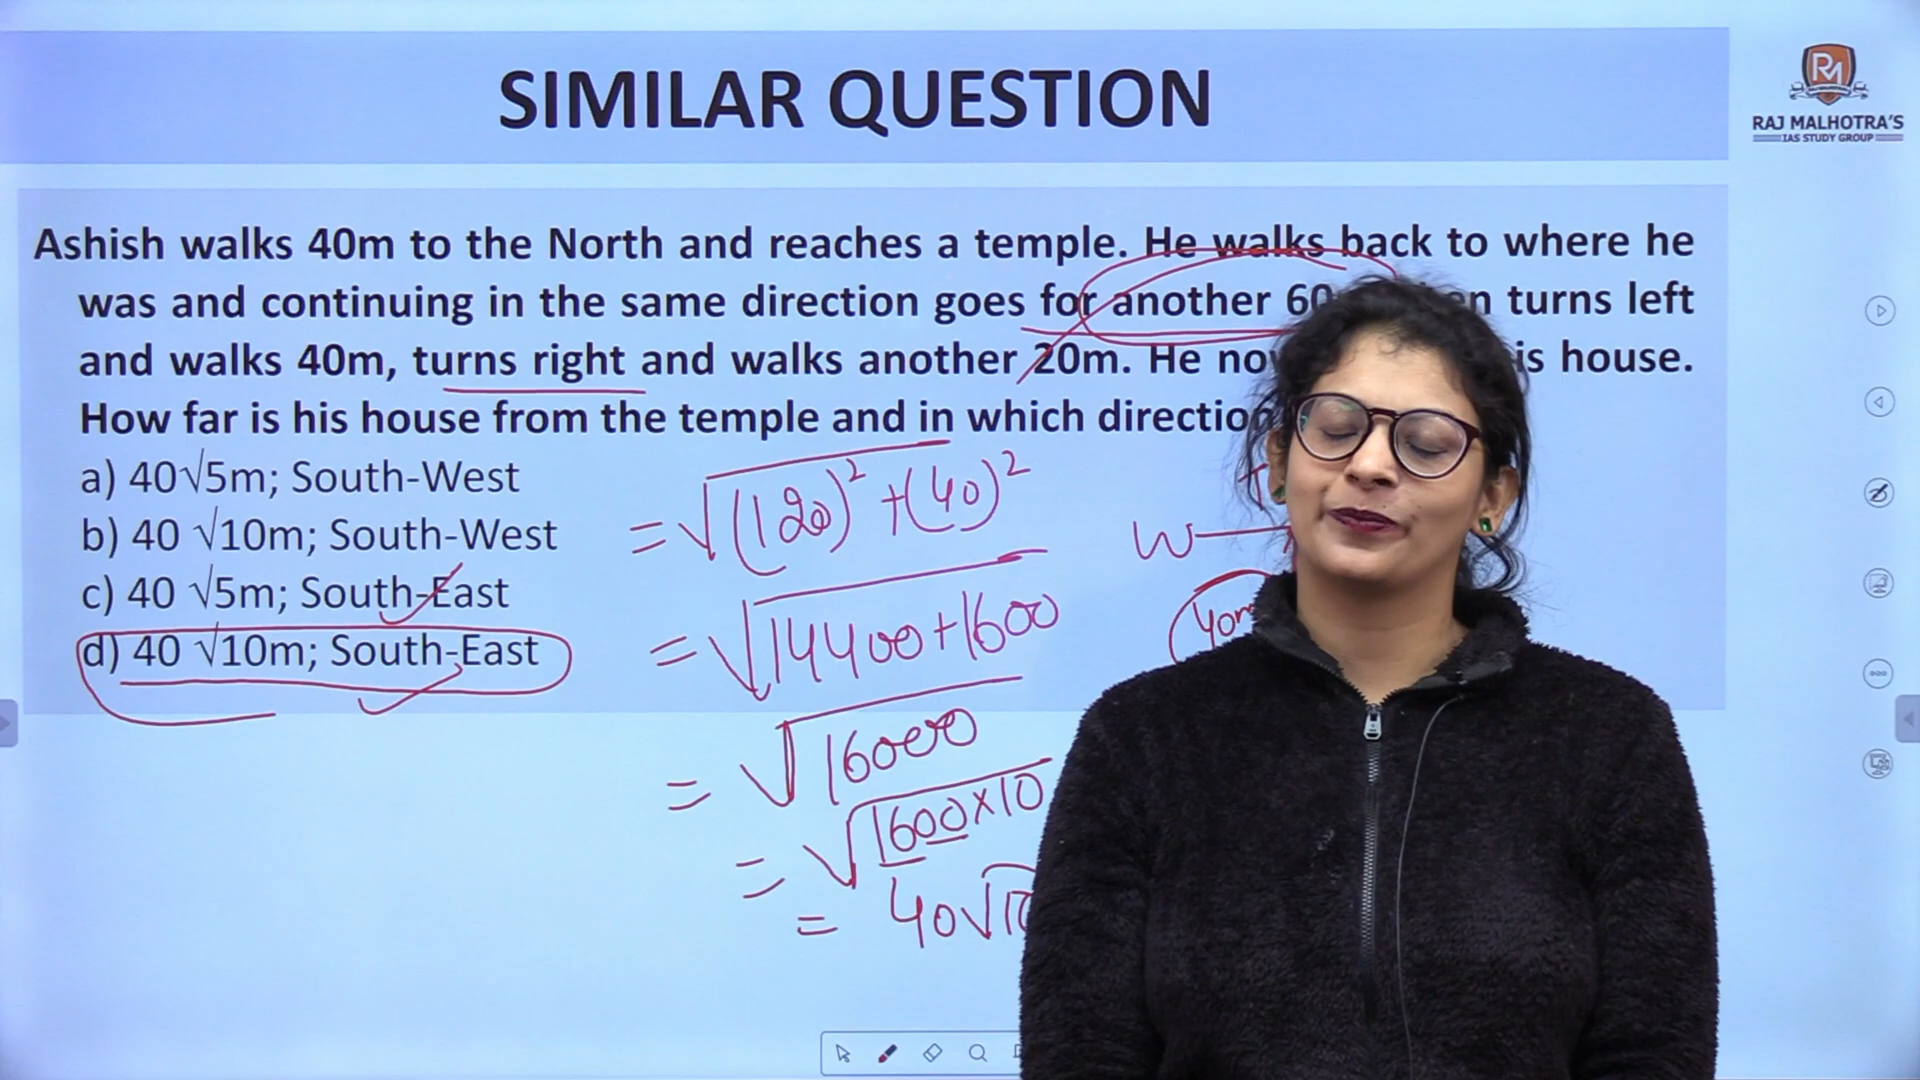 SIMILAR QUESTION
RAJ MALHOTRA'S
IAS STUDY GROUP
Ashish walks 40m to the North and reaches a temple. He walks back to where he
was and continuing in the same direction goes for another 60 turns left
and walks 40m, turns right and walks another 20m. He is house.
How far is his house from the temple and in which
a) 40√5m; South-West
b) 40 √10m; South-West
c) 40 √5m; South-East
d) 40 √10m; South-East
= √(120)² + (40)²
= √14400+1600
= √16000
= √1600×10
= 40√10
W
40m